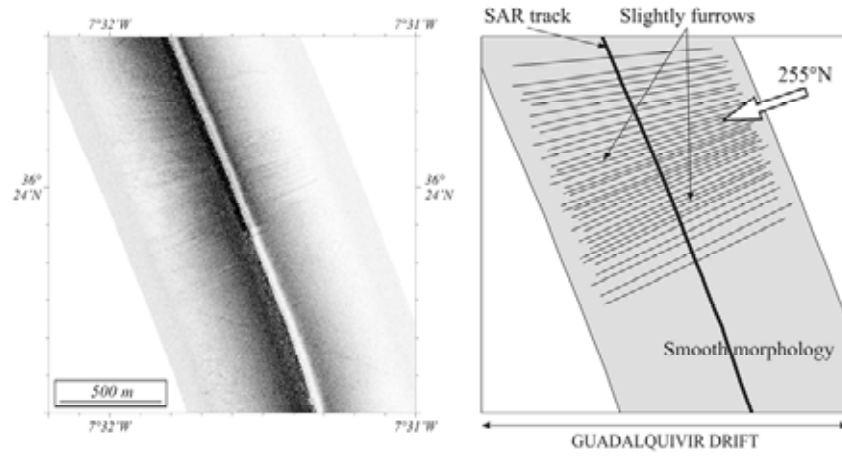 7°32'W
7°31'W
36°
24'N
36°
24'N
500 m
7°32'W
7°31'W
SAR track
Slightly furrows
255°N
Smooth morphology
GUADALQUIVIR DRIFT